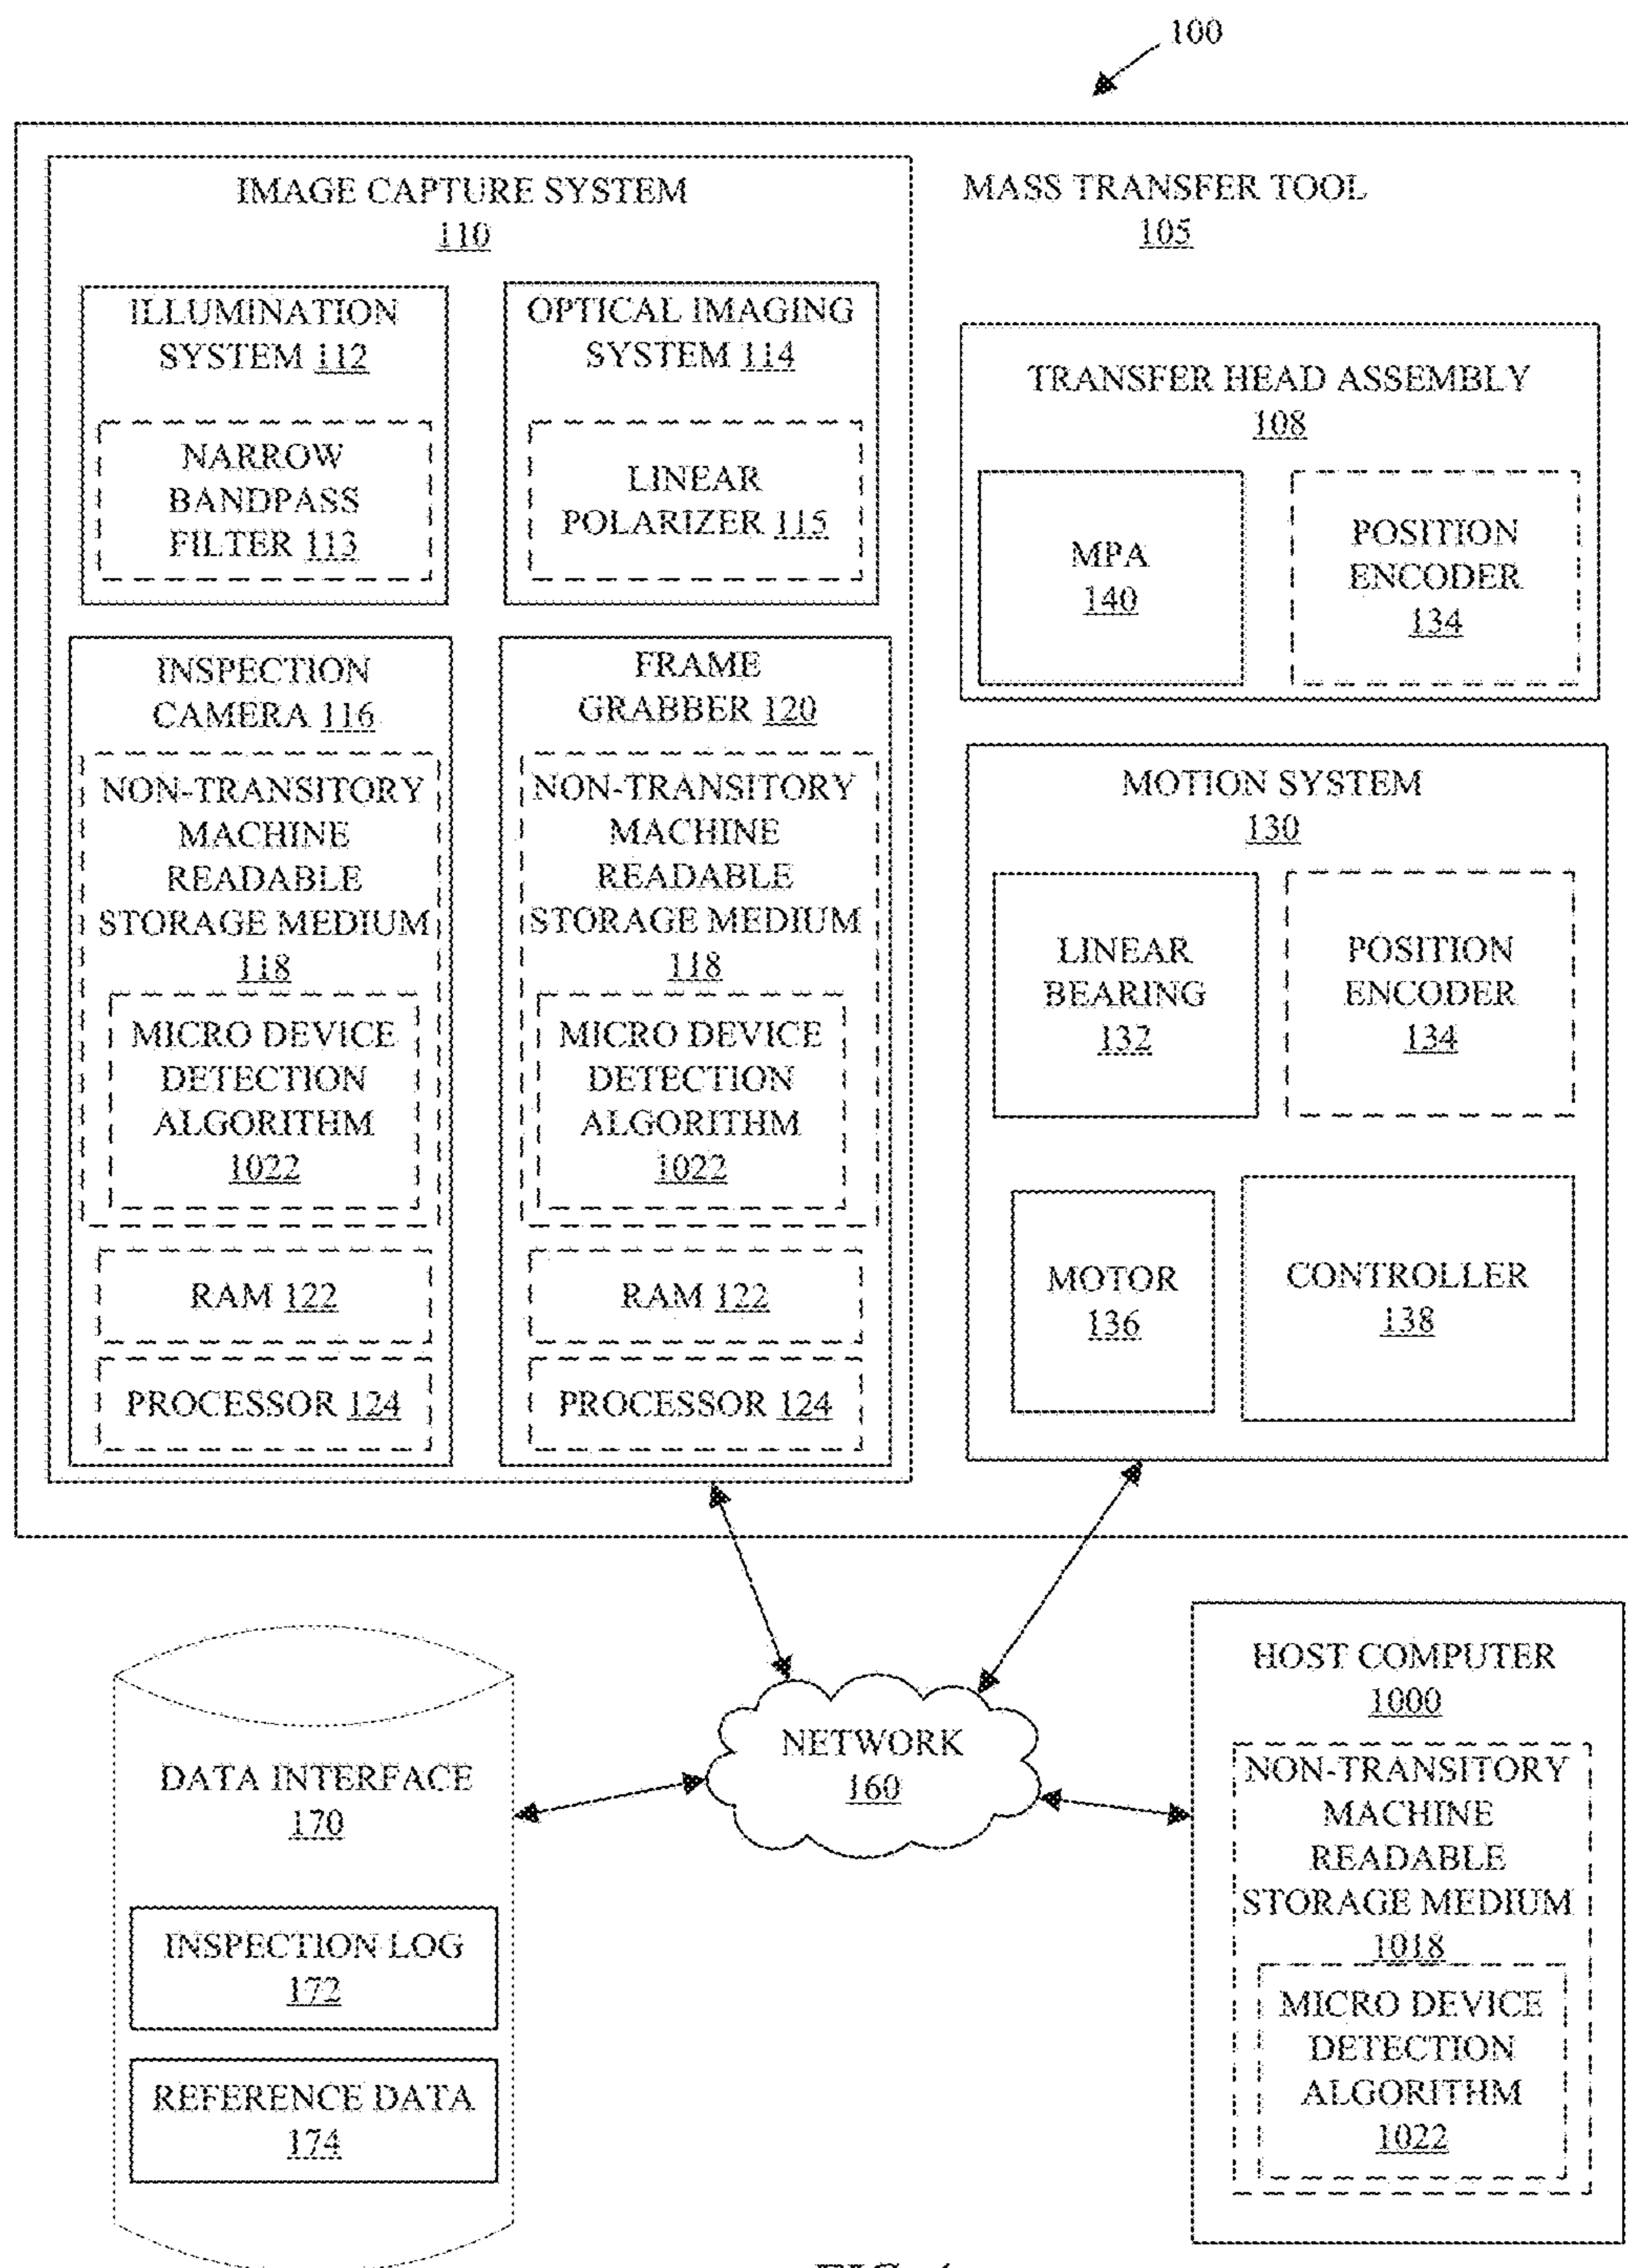 100
IMAGE CAPTURE SYSTEM
110
MASS TRANSFER TOOL
105
ILLUMINATION
SYSTEM 112
NARROW
BANDPASS
FILTER 113
OPTICAL IMAGING
SYSTEM 114
LINEAR
POLARIZER 115
TRANSFER HEAD ASSEMBLY
108
MPA
140
POSITION
ENCODER
134
INSPECTION
CAMERA 116
NON-TRANSITORY
MACHINE
READABLE
STORAGE MEDIUM
118
MICRO DEVICE
DETECTION
ALGORITHM
1022
RAM 122
PROCESSOR 124
FRAME
GRABBER 120
NON-TRANSITORY
MACHINE
READABLE
STORAGE MEDIUM
118
MICRO DEVICE
DETECTION
ALGORITHM
1022
RAM 122
PROCESSOR 124
MOTION SYSTEM
130
LINEAR
BEARING
132
POSITION
ENCODER
134
MOTOR
136
CONTROLLER
138
DATA INTERFACE
170
INSPECTION LOG
172
REFERENCE DATA
174
NETWORK
160
HOST COMPUTER
1000
NON-TRANSITORY
MACHINE
READABLE
STORAGE MEDIUM
1018
MICRO DEVICE
DETECTION
ALGORITHM
1022